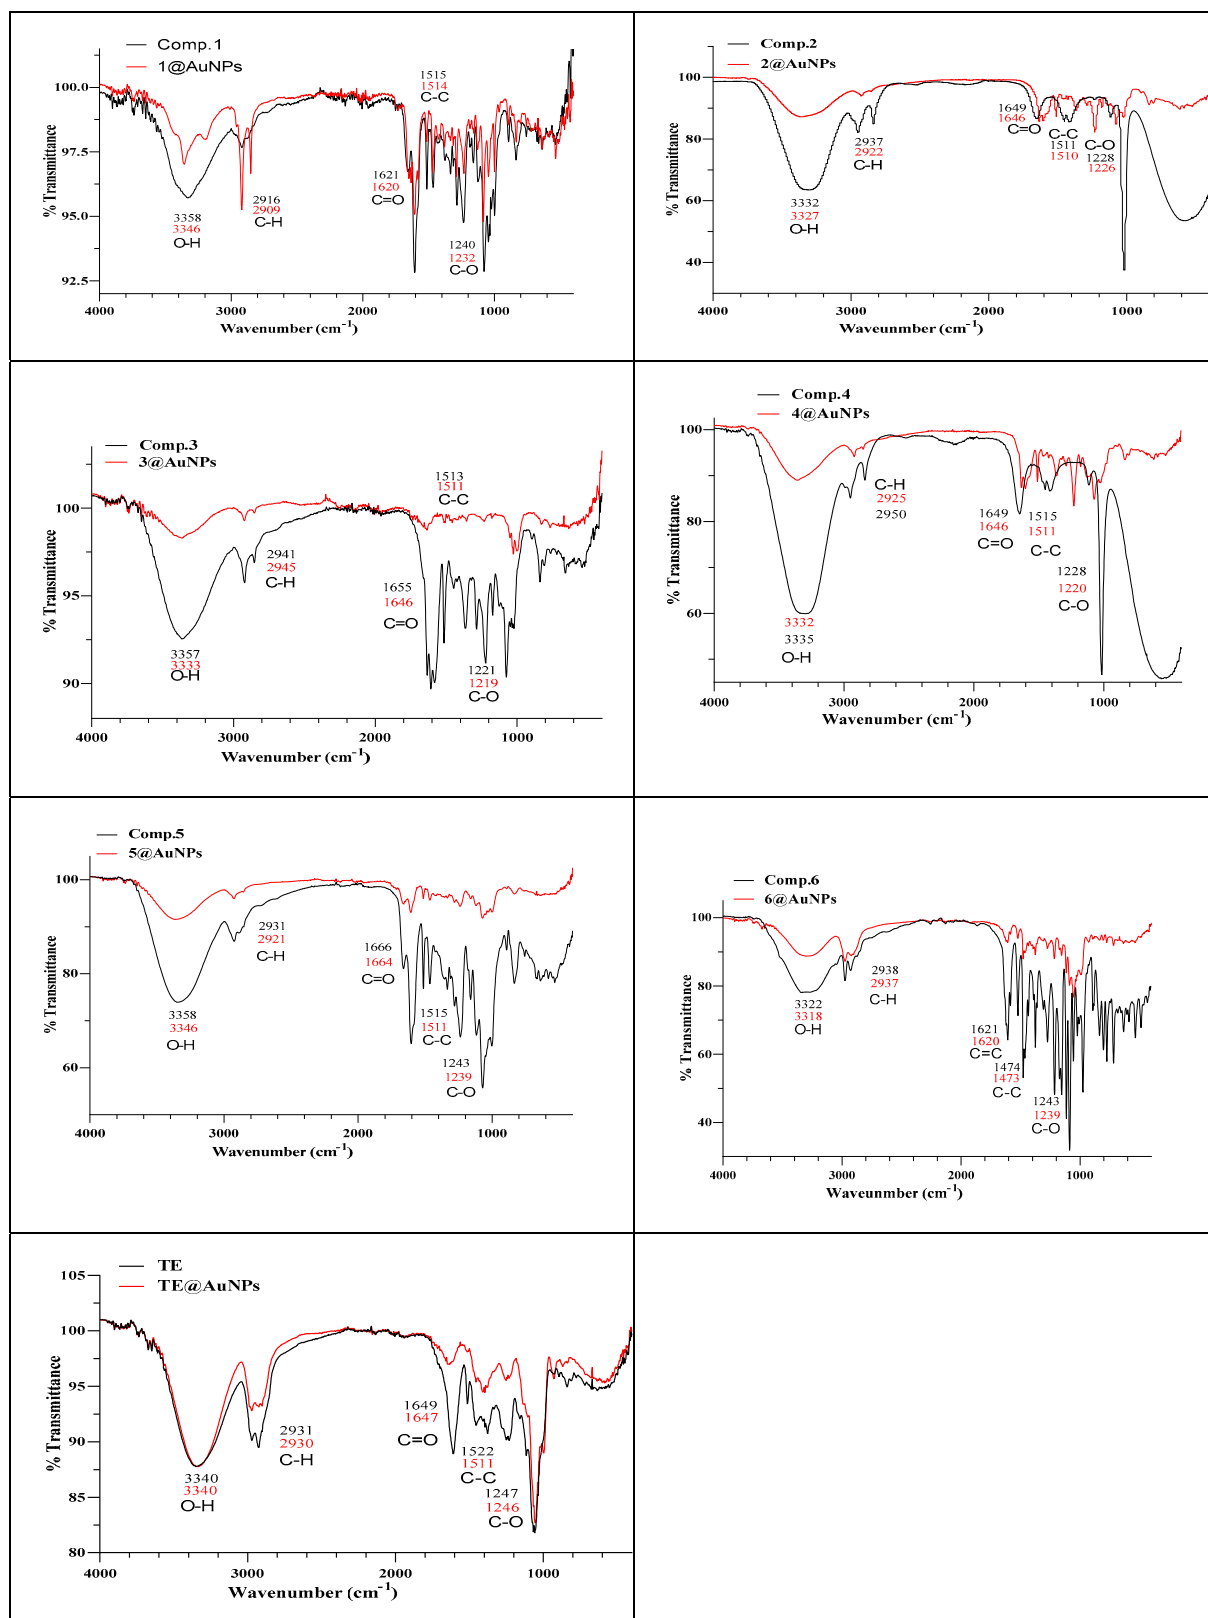 Comp.1
1@AuNPs
1515
1514
C-C
100.0
97.5
95.0
92.5
% Transmittance
1621
1620
C=O
2916
2909
C-H
3358
3346
O-H
1240
1232
C-O
4000 3000 2000 1000
Wavenumber (cm-1)
Comp.2
2@AuNPs
100
80
60
40
% Transmittance
1649
1646
C=O
C-C
1511
1510
C-O
1228
1226
2937
2922
C-H
3332
3327
O-H
4000 3000 2000 1000
Waveunmber (cm-1)
Comp.3
3@AuNPs
1513
1511
C-C
100
95
90
% Transmittance
2941
2945
C-H
1655
1646
C=O
3357
3333
O-H
1221
1219
C-O
4000 3000 2000 1000
Wavenumber (cm-1)
Comp.4
4@AuNPs
100
80
60
% Transmittance
C-H
2925
2950
1649
1646
C=O
1515
1511
C-C
1228
1220
C-O
3332
3335
O-H
4000 3000 2000 1000
Wavenumber (cm-1)
Comp.5
5@AuNPs
100
80
60
% Transmittance
2931
2921
C-H
1666
1664
C=O
3358
3346
O-H
1515
1511
C-C
1243
1239
C-O
4000 3000 2000 1000
Wavenumber (cm-1)
Comp.6
6@AuNPs
100
80
60
40
% Transmittance
2938
2937
C-H
3322
3318
O-H
1621
1620
C=C
1474
1473
C-C
1243
1239
C-O
4000 3000 2000 1000
Waveunmber (cm-1)
TE
TE@AuNPs
105
100
95
90
85
80
% Transmittance
1649
1647
C=O
2931
2930
C-H
1522
1511
C-C
3340
3340
O-H
1247
1246
C-O
4000 3000 2000 1000
Wavenumber (cm-1)